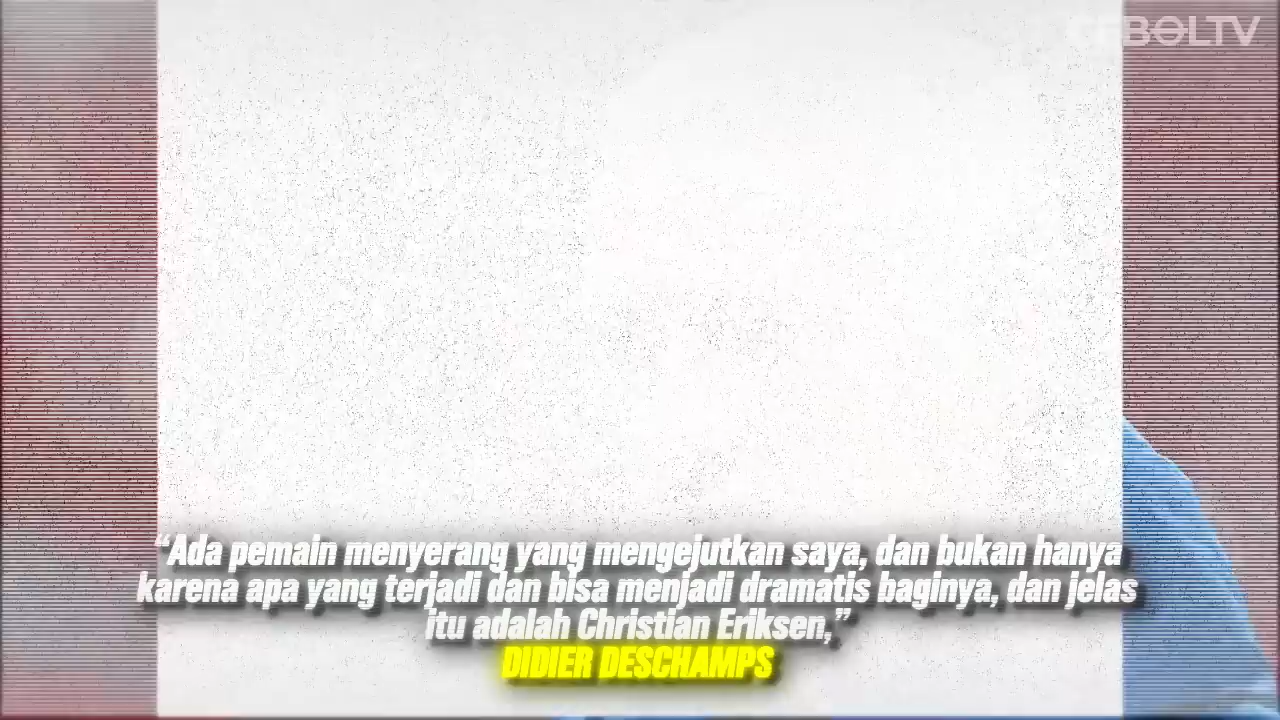 “Ada pemain menyerang yang mengejutkan saya, dan bukan hanya
karena apa yang terjadi dan bisa menjadi dramatis baginya, dan jelas
itu adalah Christian Eriksen,”
DIDIER DESCHAMPS